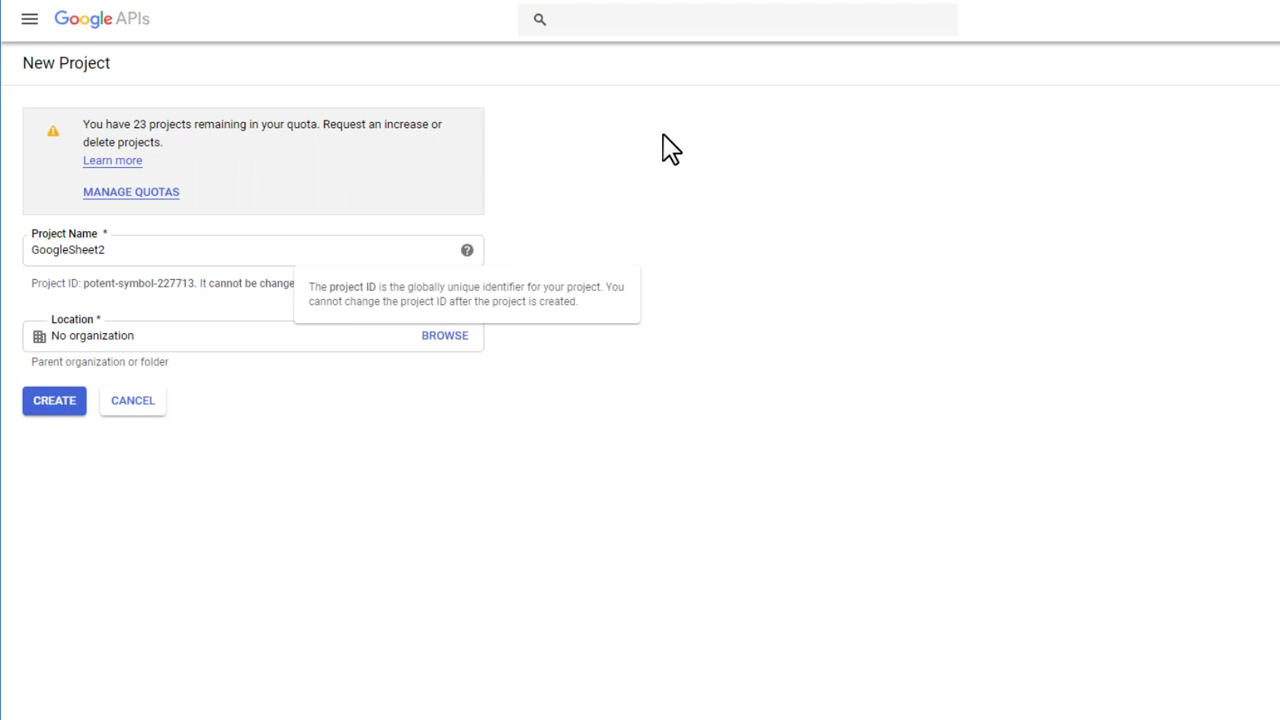 Google APIs
New Project
You have 23 projects remaining in your quota. Request an increase or
delete projects.
Learn more
MANAGE QUOTAS
Project Name *
GoogleSheet2
Project ID: potent-symbol-227713. It cannot be change
The project ID is the globally unique identifier for your project. You
cannot change the project ID after the project is created.
Location *
No organization
BROWSE
Parent organization or folder
CREATE
CANCEL